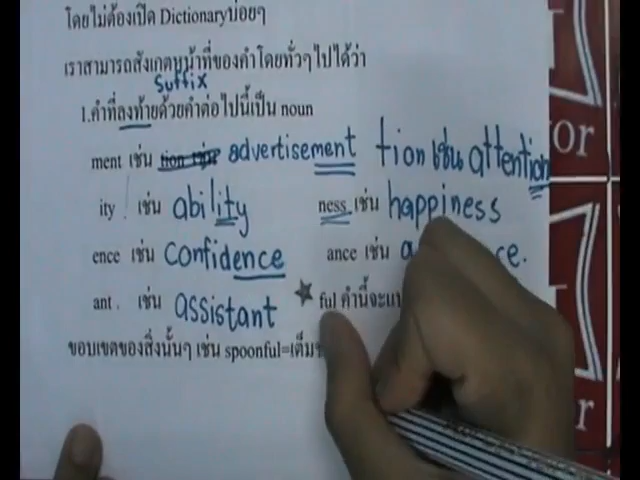 โดยไม่ต้องเปิด Dictionaryบ่อยๆ
เราสามารถสังเกตหน้าที่ของคำโดยทั่วๆไปได้ว่า
suffix
1.คำที่ลงท้ายด้วยคำต่อไปนี้เป็น noun
ment เช่น advertisement tion เช่น attention
ity เช่น ability ness เช่น happiness
ence เช่น confidence ance เช่น
ant . เช่น assistant ful คำนี้จะ
ขอบเขตของสิ่งนั้นๆ เช่น spoonful=เต็ม
or
r